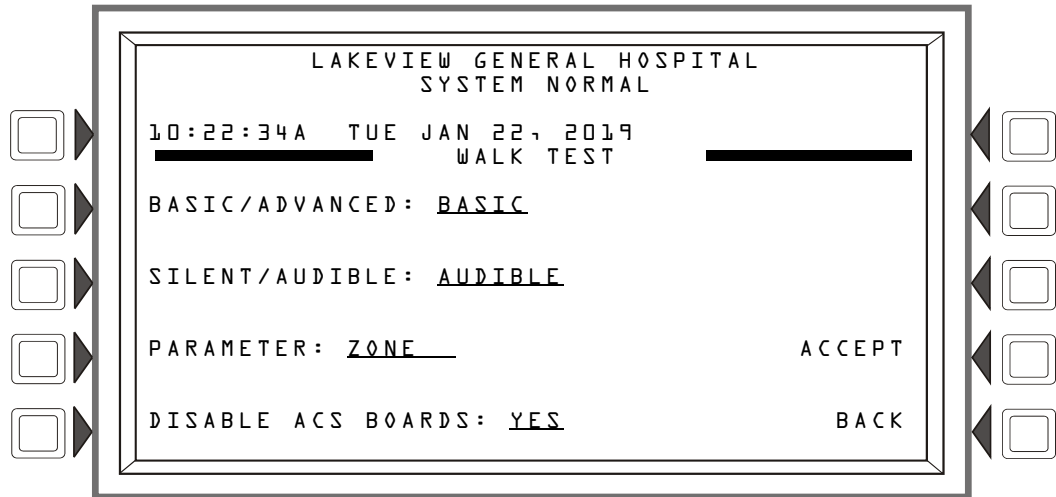 LAKEVIEW GENERAL HOSPITAL
SYSTEM NORMAL
10:22:34A TUE JAN 22, 2019
WALK TEST
BASIC/ADVANCED: BASIC
SILENT/AUDIBLE: AUDIBLE
PARAMETER: ZONE ACCEPT
DISABLE ACS BOARDS: YES BACK